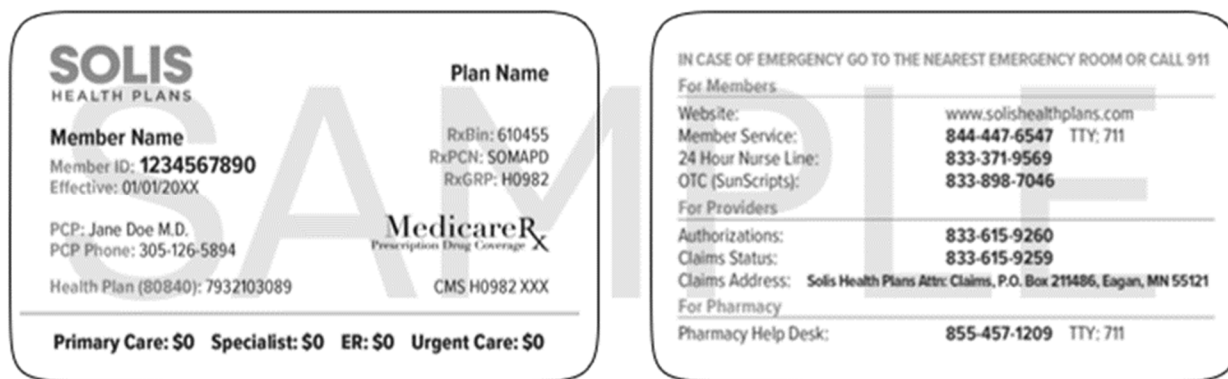 SOLIS
HEALTH PLANS
Plan Name
Member Name
Member ID: 1234567890
Effective: 01/01/20XX
RxBin: 610455
RxPCN: SOMAPD
RxGRP: H0982
PCP: Jane Doe M.D.
PCP Phone: 305-126-5894
MedicareRx
Prescription Drug Coverage
Health Plan (80840): 7932103089
CMS H0982 XXX
Primary Care: $0 Specialist: $0 ER: $0 Urgent Care: $0
IN CASE OF EMERGENCY GO TO THE NEAREST EMERGENCY ROOM OR CALL 911
For Members
Website: www.solishealthplans.com
Member Service: 844-447-6547 TTY: 711
24 Hour Nurse Line: 833-371-9569
OTC (SunScripts): 833-898-7046
For Providers
Authorizations: 833-615-9260
Claims Status: 833-615-9259
Claims Address: Solis Health Plans Attn: Claims, P.O. Box 211486, Eagan, MN 55121
For Pharmacy
Pharmacy Help Desk: 855-457-1209 TTY: 711
SAMPLE